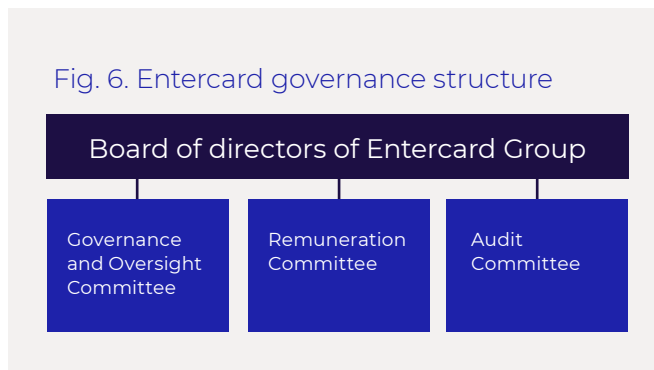 Fig. 6. Entercard governance structure
Board of directors of Entercard Group
Governance
and Oversight
Committee
Remuneration
Committee
Audit
Committee